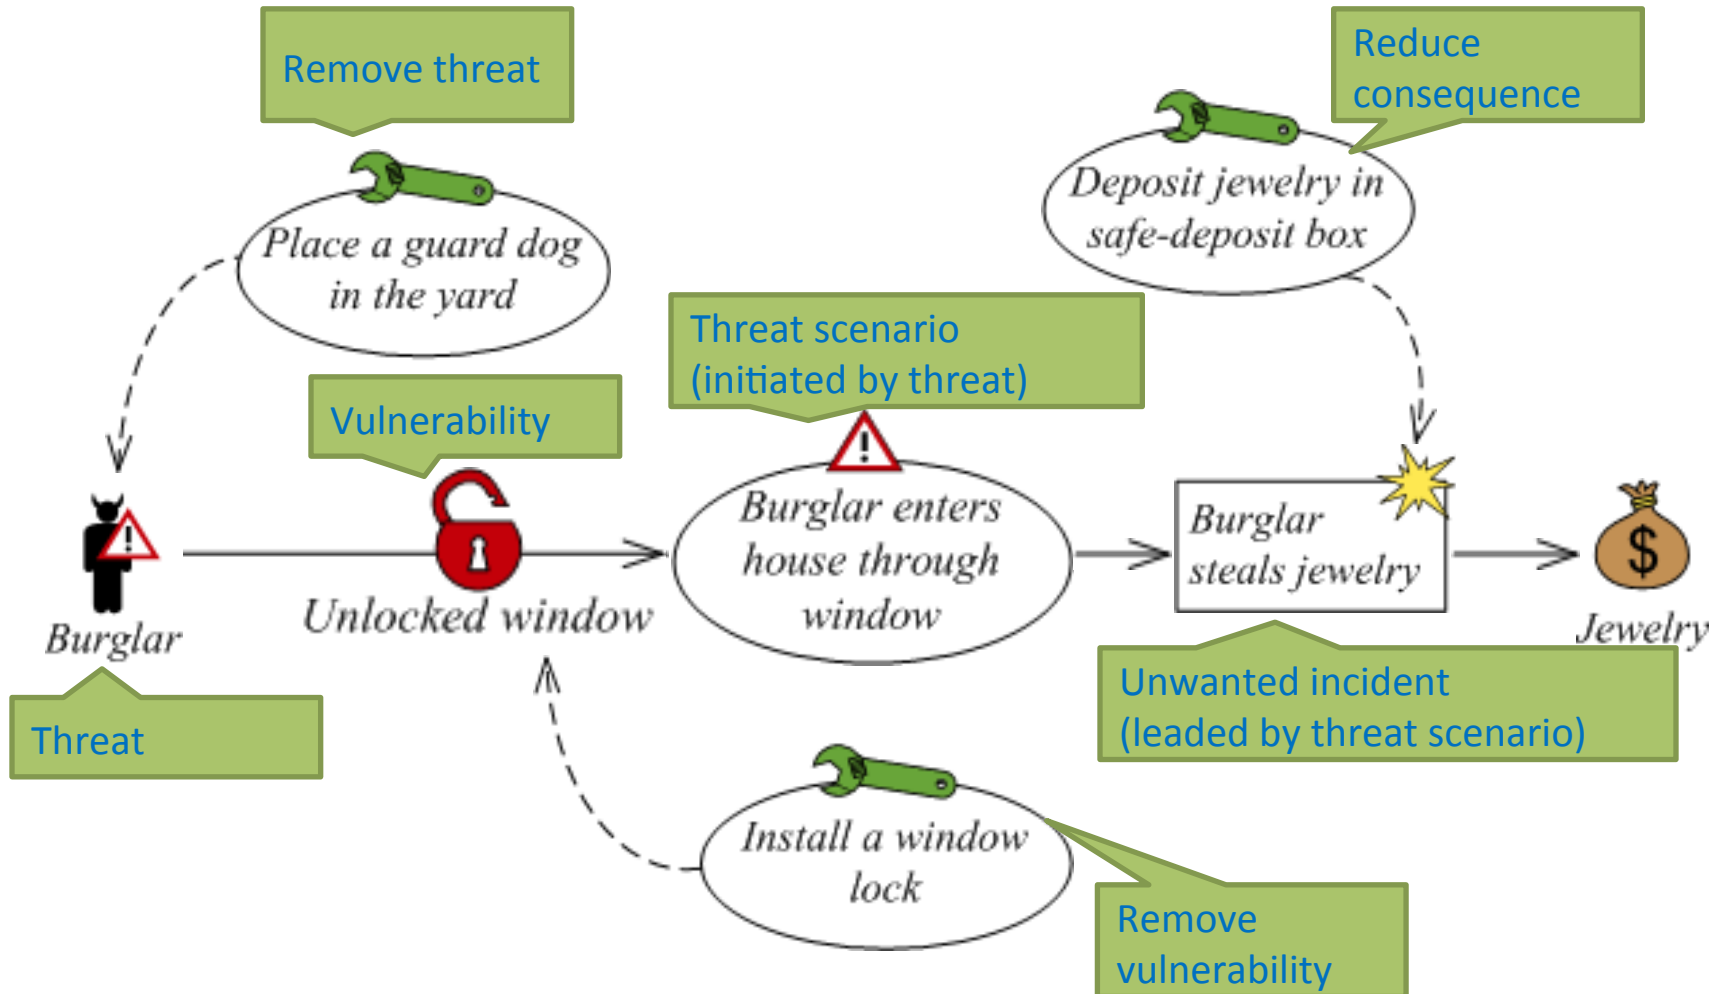 Remove threat
Reduce
consequence
Place a guard dog
in the yard
Deposit jewelry in
safe-deposit box
Threat scenario
(initiated by threat)
Vulnerability
Burglar enters
house through
window
Burglar
steals jewelry
$
Burglar
Unlocked window
Jewelry
Threat
Unwanted incident
(leaded by threat scenario)
Install a window
lock
Remove
vulnerability